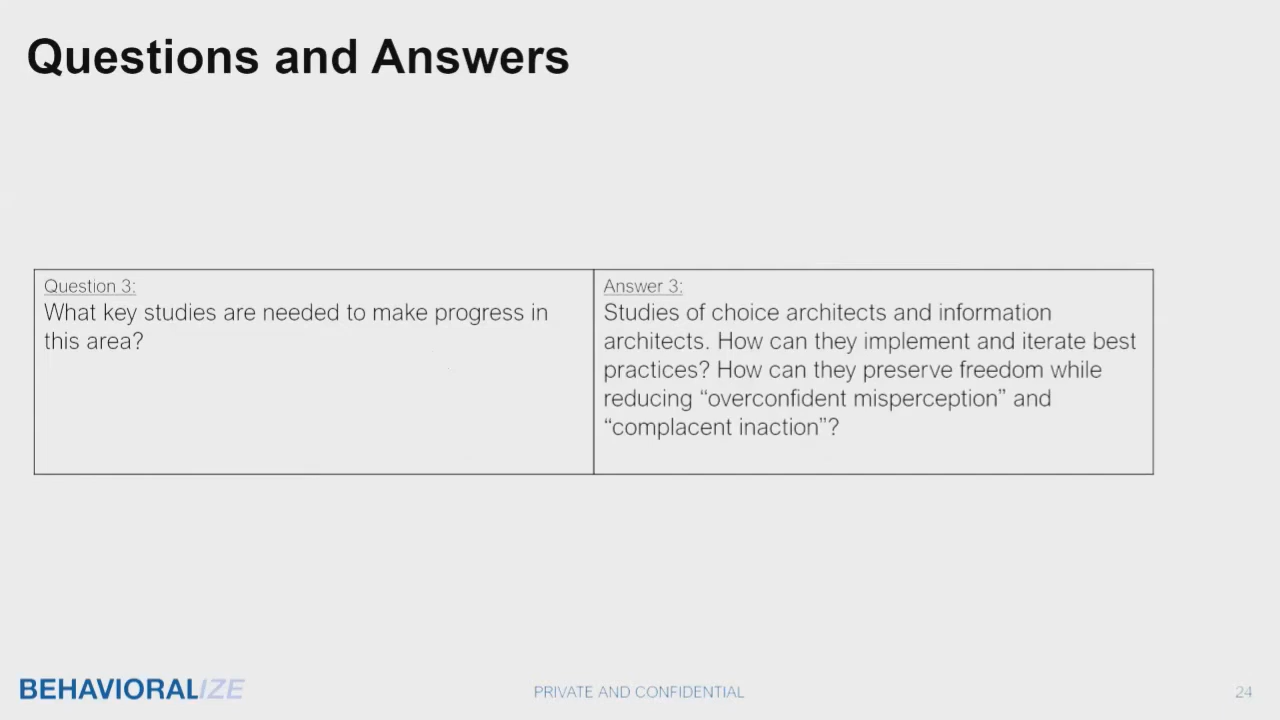 Questions and Answers
Question 3:
What key studies are needed to make progress in
this area?
Answer 3:
Studies of choice architects and information
architects. How can they implement and iterate best
practices? How can they preserve freedom while
reducing “overconfident misperception” and
“complacent inaction”?
BEHAVIORALIZE
PRIVATE AND CONFIDENTIAL
24